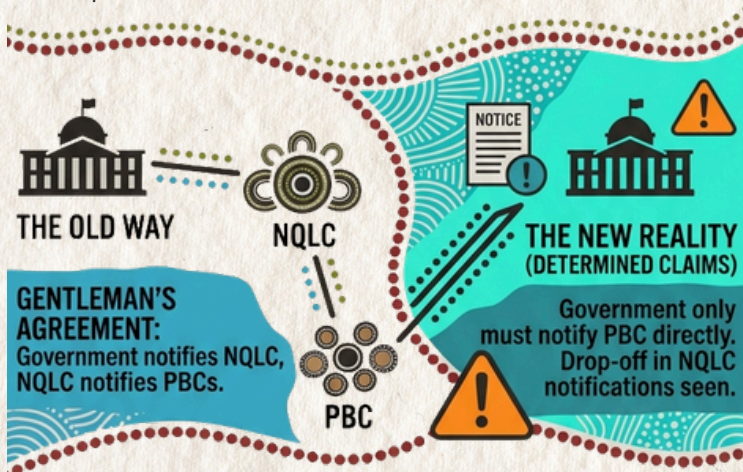 THE OLD WAY
NQLC
GENTLEMAN'S
AGREEMENT:
Government notifies NQLC,
NQLC notifies PBCs.
PBC
NOTICE
THE NEW REALITY
(DETERMINED CLAIMS)
Government only
must notify PBC directly.
Drop-off in NQLC
notifications seen.